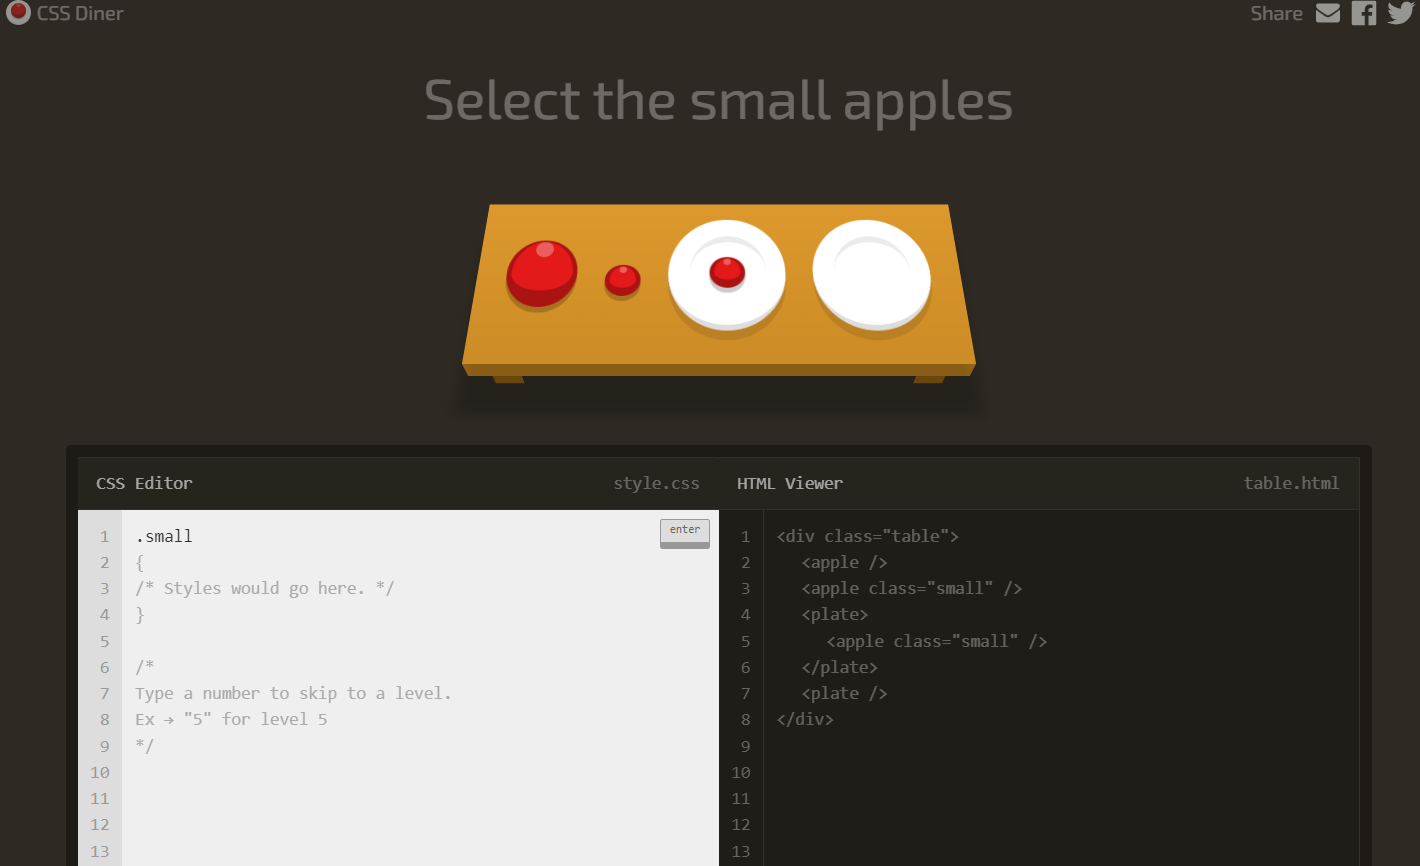 CSS Diner
Share
Select the small apples
CSS Editor
style.css
enter
1 .small
2 {
3 /* Styles would go here. */
4 }
5
6 /*
7 Type a number to skip to a level.
8 Ex → "5" for level 5
9 */
10
11
12
13
HTML Viewer
table.html
1 <div class="table">
2 <apple />
3 <apple class="small" />
4 <plate>
5 <apple class="small" />
6 </plate>
7 <plate />
8 </div>
9
10
11
12
13